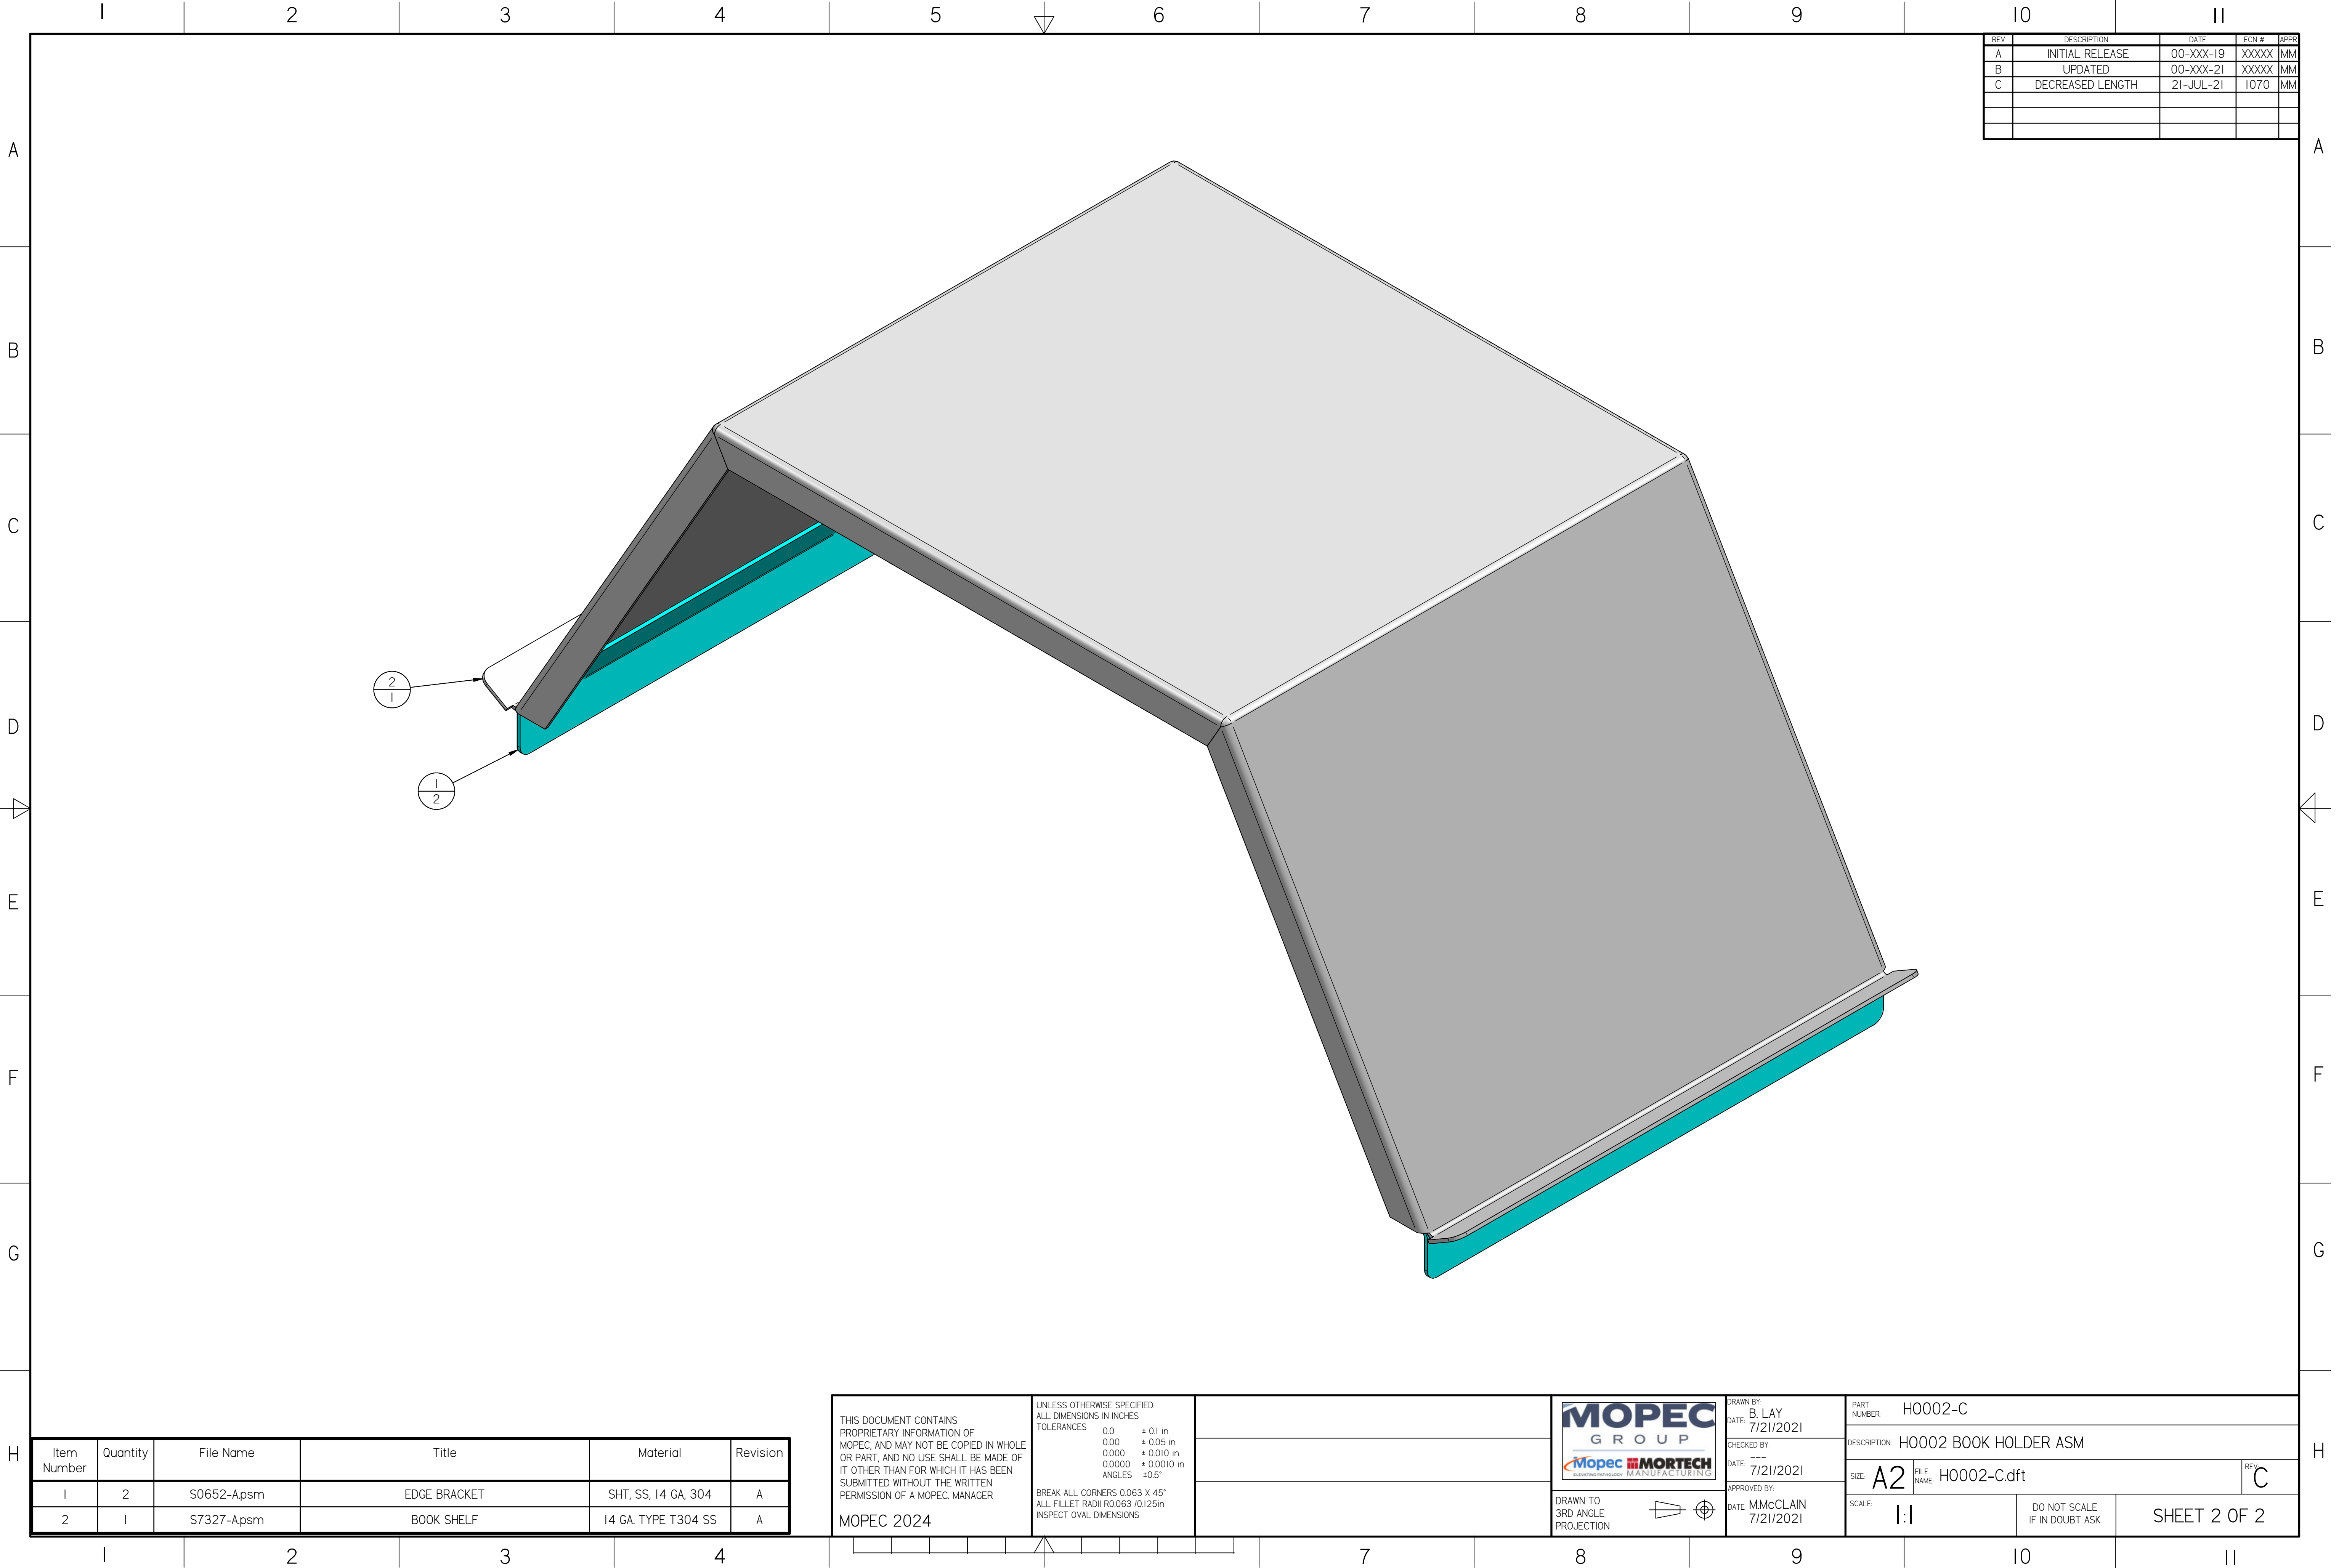 1 2 3 4 5 6 7 8 9 10 11
REV DESCRIPTION DATE ECN # APPR
A INITIAL RELEASE 00-XXX-19 XXXXX MM
B UPDATED 00-XXX-21 XXXXX MM
C DECREASED LENGTH 21-JUL-21 1070 MM
A A
B B
C C
2
1
D D
1
2
E E
F F
G G
H H
Item Number Quantity File Name Title Material Revision
1 2 S0652-A.psm EDGE BRACKET SHT, SS, 14 GA, 304 A
2 1 S7327-A.psm BOOK SHELF 14 GA. TYPE T304 SS A
THIS DOCUMENT CONTAINS
PROPRIETARY INFORMATION OF
MOPEC, AND MAY NOT BE COPIED IN WHOLE
OR PART, AND NO USE SHALL BE MADE OF
IT OTHER THAN FOR WHICH IT HAS BEEN
SUBMITTED WITHOUT THE WRITTEN
PERMISSION OF A MOPEC. MANAGER
MOPEC 2024
UNLESS OTHERWISE SPECIFIED:
ALL DIMENSIONS IN INCHES
TOLERANCES
0.0 ± 0.1 in
0.00 ± 0.05 in
0.000 ± 0.010 in
0.0000 ± 0.0010 in
ANGLES ±0.5°
BREAK ALL CORNERS 0.063 X 45°
ALL FILLET RADII R0.063 /0.125in
INSPECT OVAL DIMENSIONS
MOPEC
GROUP
Mopec
ELEVATING PATHOLOGY
MORTECH
MANUFACTURING
DRAWN TO
3RD ANGLE
PROJECTION
DRAWN BY:
B. LAY
DATE: 7/21/2021
CHECKED BY:
---
DATE: 7/21/2021
APPROVED BY:
M.McCLAIN
DATE: 7/21/2021
PART NUMBER: H0002-C
DESCRIPTION: H0002 BOOK HOLDER ASM
SIZE: A2 FILE NAME: H0002-C.dft REV: C
SCALE: 1:1
DO NOT SCALE
IF IN DOUBT ASK
SHEET 2 OF 2
1 2 3 4 7 8 9 10 11